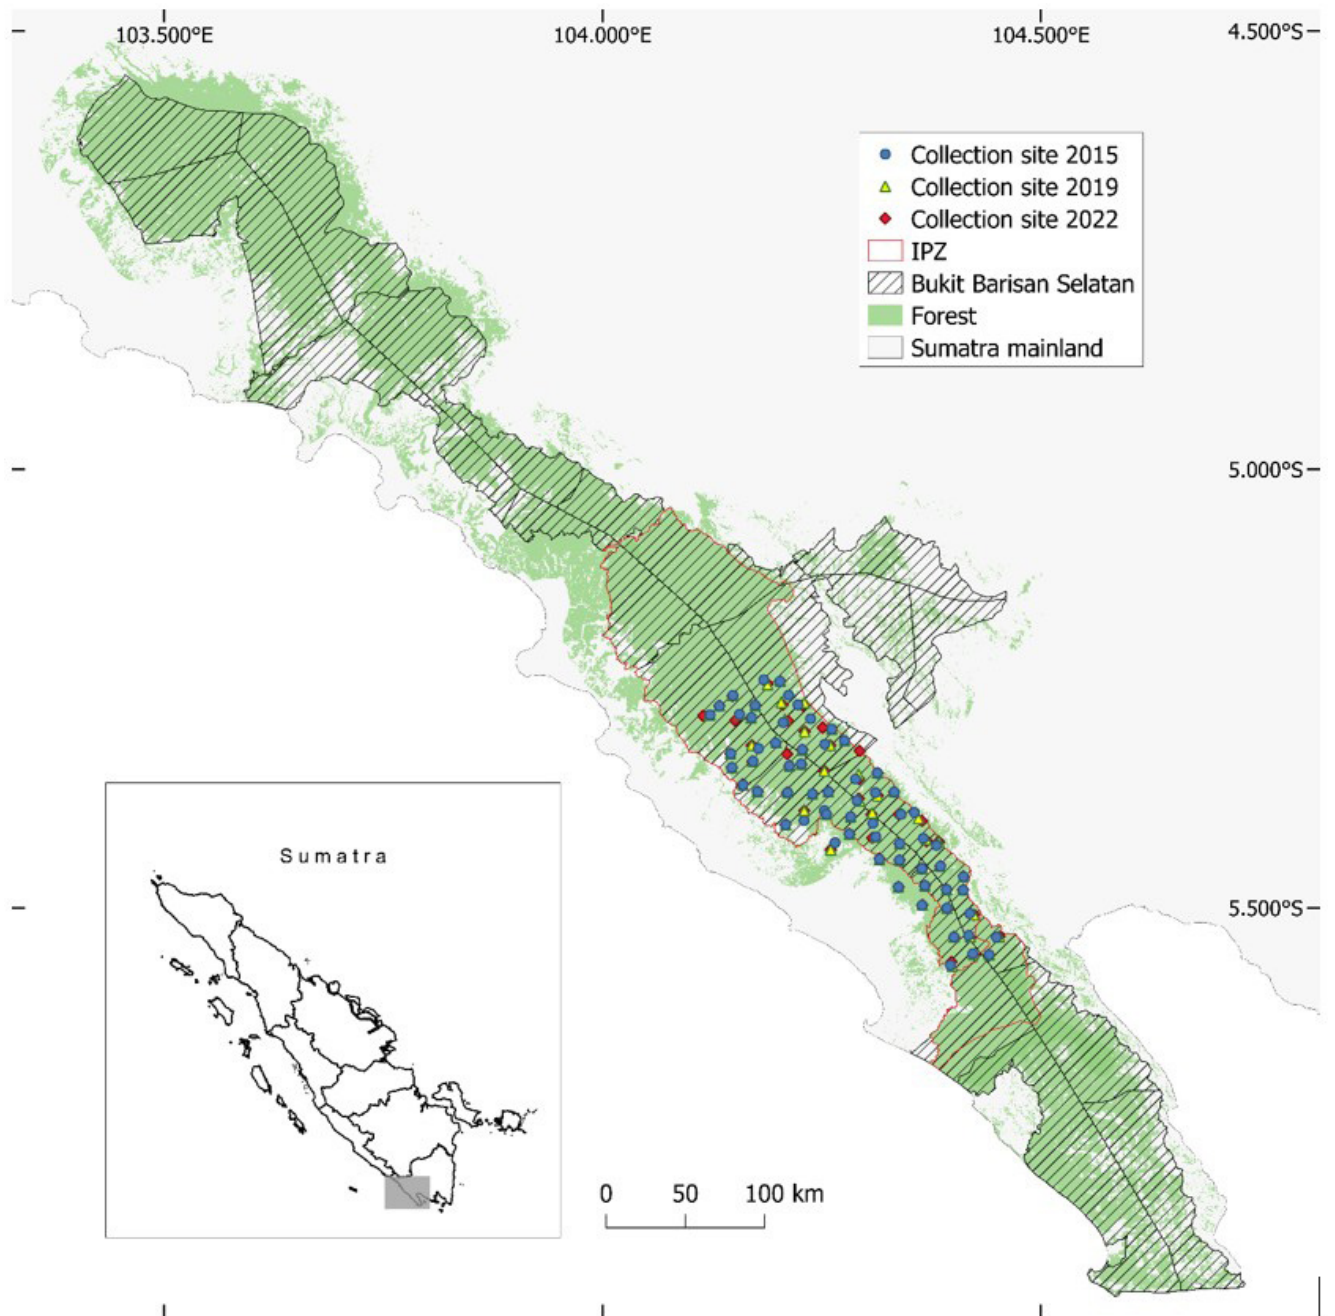 103.500°E 104.000°E 104.500°E 4.500°S
Collection site 2015
Collection site 2019
Collection site 2022
IPZ
Bukit Barisan Selatan
Forest
Sumatra mainland
5.000°S
Sumatra
5.500°S
0 50 100 km